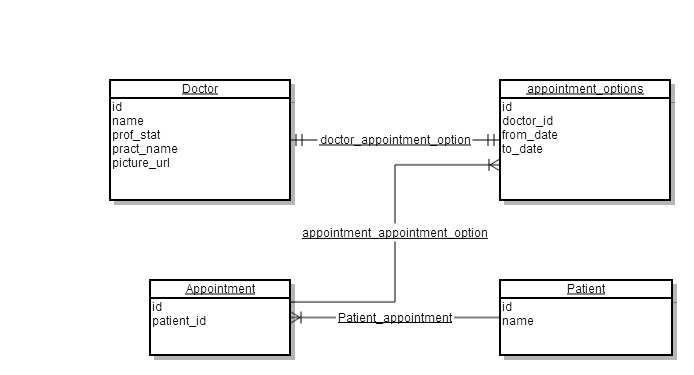 Doctor
id
name
prof_stat
pract_name
picture_url
doctor_appointment_option
appointment_options
id
doctor_id
from_date
to_date
appointment_appointment_option
Appointment
id
patient_id
Patient_appointment
Patient
id
name